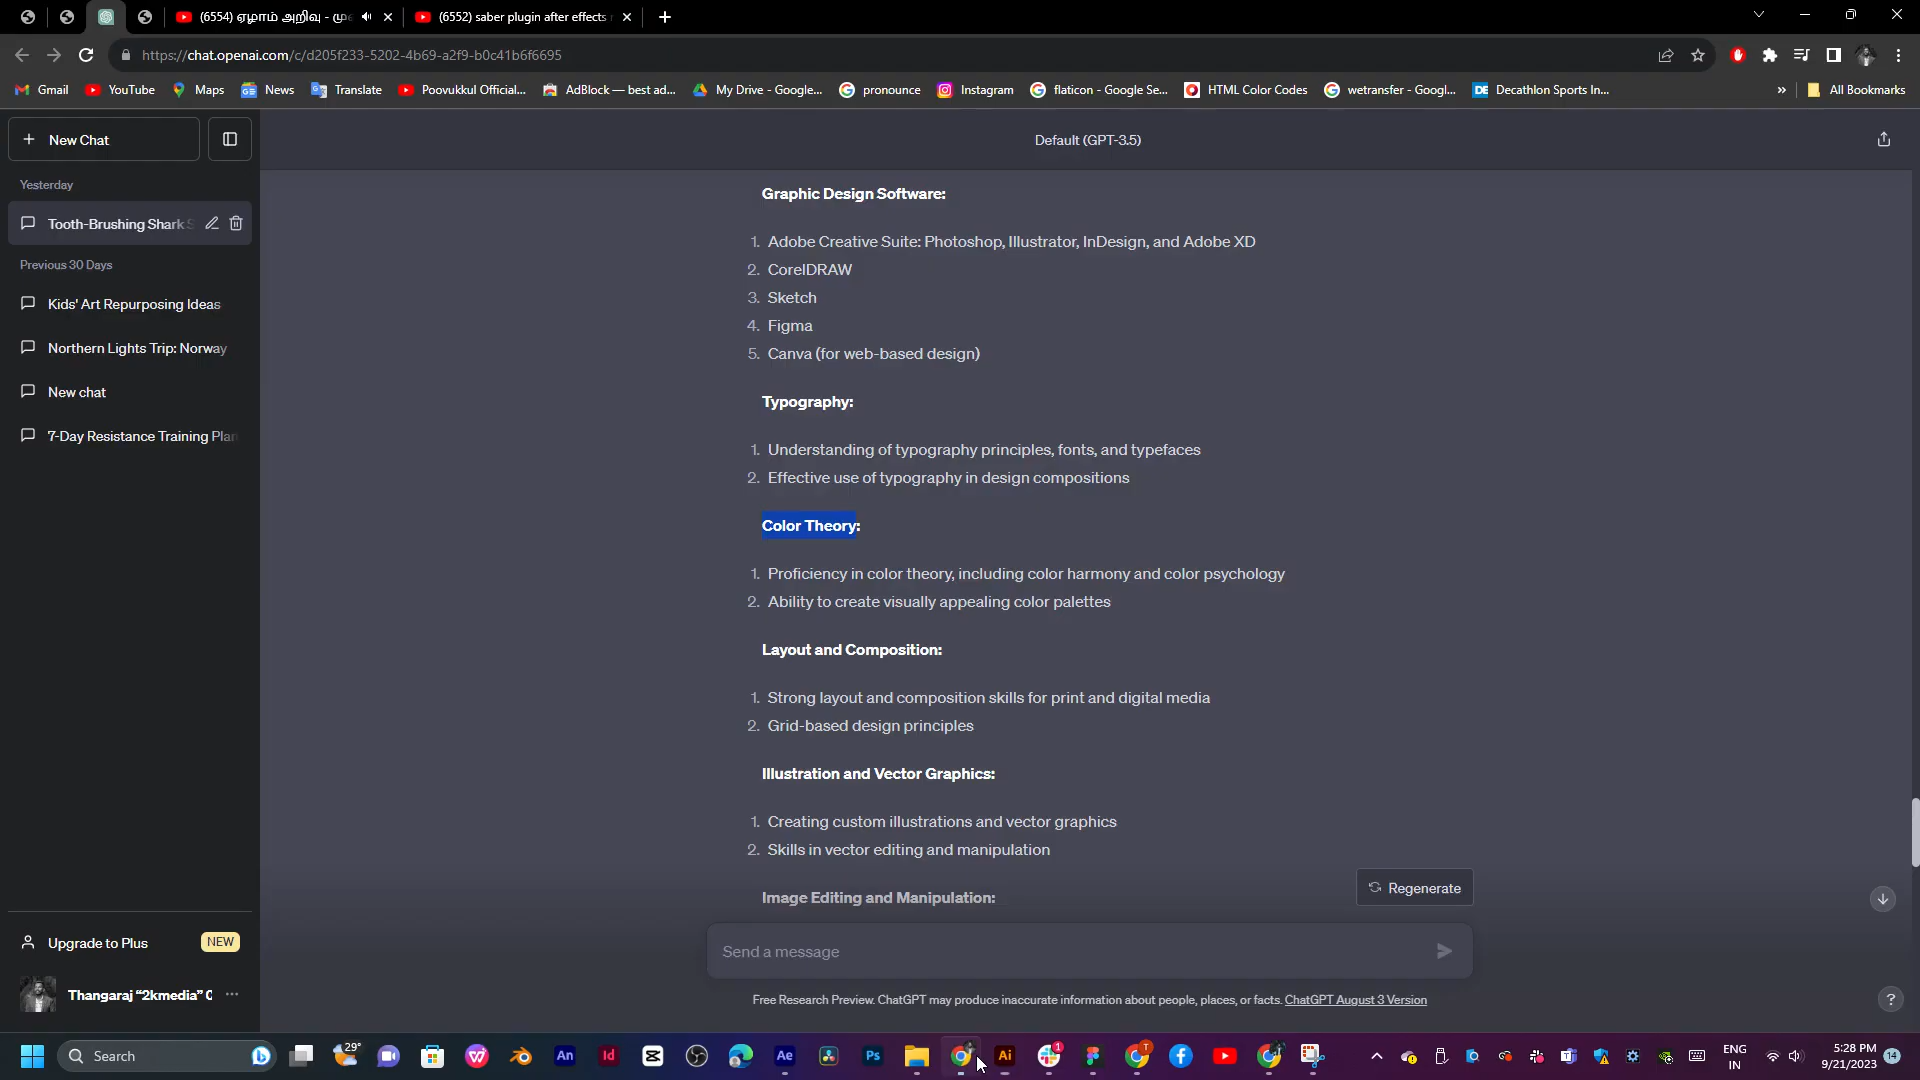 (6554) ஏழாம் அறிவு - மு
(6552) saber plugin after effects
https://chat.openai.com/c/d205f233-5202-4b69-a2f9-b0c41b6f6695
Gmail YouTube Maps News Translate Poovukkul Official... AdBlock — best ad... My Drive - Google... pronounce Instagram flaticon - Google Se... HTML Color Codes wetransfer - Googl... DE Decathlon Sports In... » All Bookmarks
+ New Chat
Default (GPT-3.5)
Yesterday
Tooth-Brushing Shark S
Previous 30 Days
Kids' Art Repurposing Ideas
Northern Lights Trip: Norway
New chat
7-Day Resistance Training Plan
Graphic Design Software:
1. Adobe Creative Suite: Photoshop, Illustrator, InDesign, and Adobe XD
2. CorelDRAW
3. Sketch
4. Figma
5. Canva (for web-based design)
Typography:
1. Understanding of typography principles, fonts, and typefaces
2. Effective use of typography in design compositions
Color Theory:
1. Proficiency in color theory, including color harmony and color psychology
2. Ability to create visually appealing color palettes
Layout and Composition:
1. Strong layout and composition skills for print and digital media
2. Grid-based design principles
Illustration and Vector Graphics:
1. Creating custom illustrations and vector graphics
2. Skills in vector editing and manipulation
Image Editing and Manipulation:
Regenerate
Send a message
Free Research Preview. ChatGPT may produce inaccurate information about people, places, or facts. ChatGPT August 3 Version
?
Upgrade to Plus NEW
Thangaraj “2kmedia” 0 ...
Search
29°
An Id Ae Ps Ai 1 T
ENG
IN
5:28 PM
9/21/2023
14